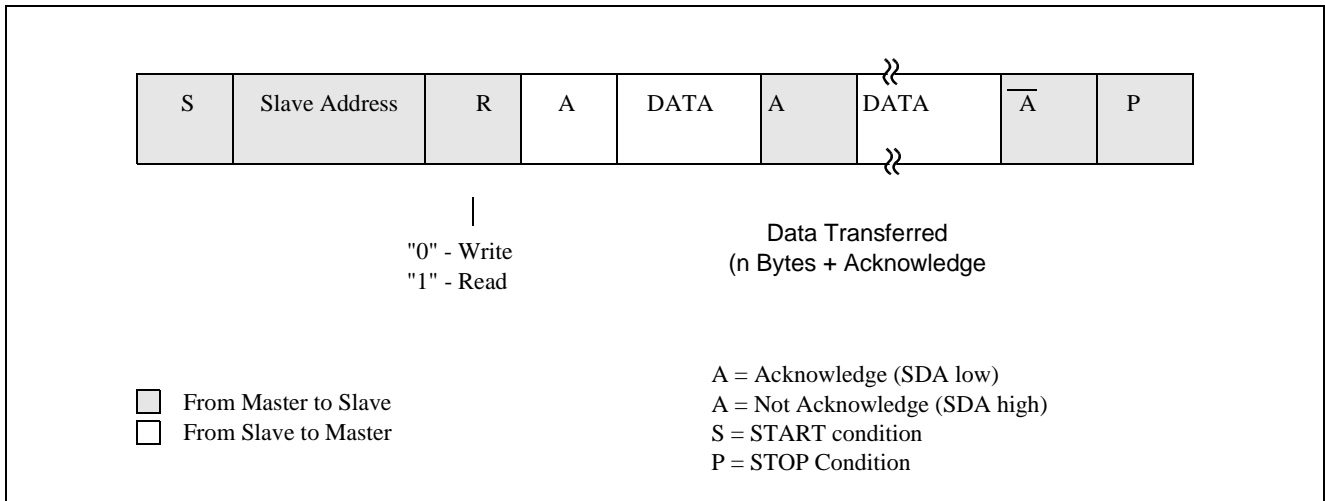 S Slave Address R A DATA A DATA A̅ P
"0" - Write
"1" - Read
Data Transferred
(n Bytes + Acknowledge
From Master to Slave
From Slave to Master
A = Acknowledge (SDA low)
A = Not Acknowledge (SDA high)
S = START condition
P = STOP Condition